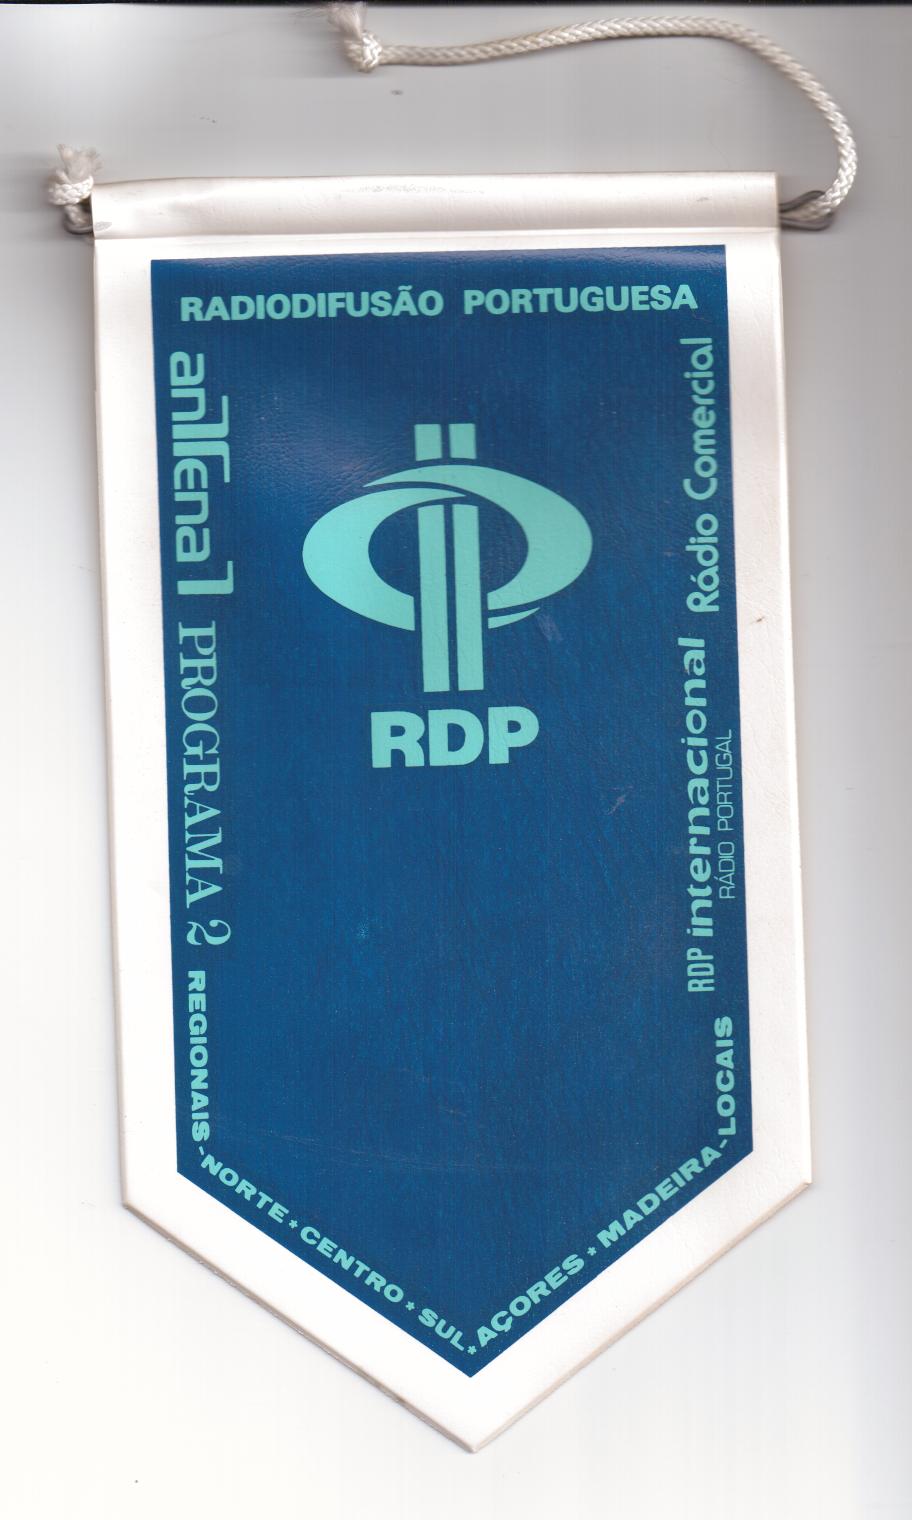 RADIODIFUSÃO PORTUGUESA
antena 1 PROGRAMA 2 REGIONAIS-NORTE*CENTRO*SUL*AÇORES*MADEIRA-LOCAIS
RDP internacional Rádio Comercial
RÁDIO PORTUGAL
RDP